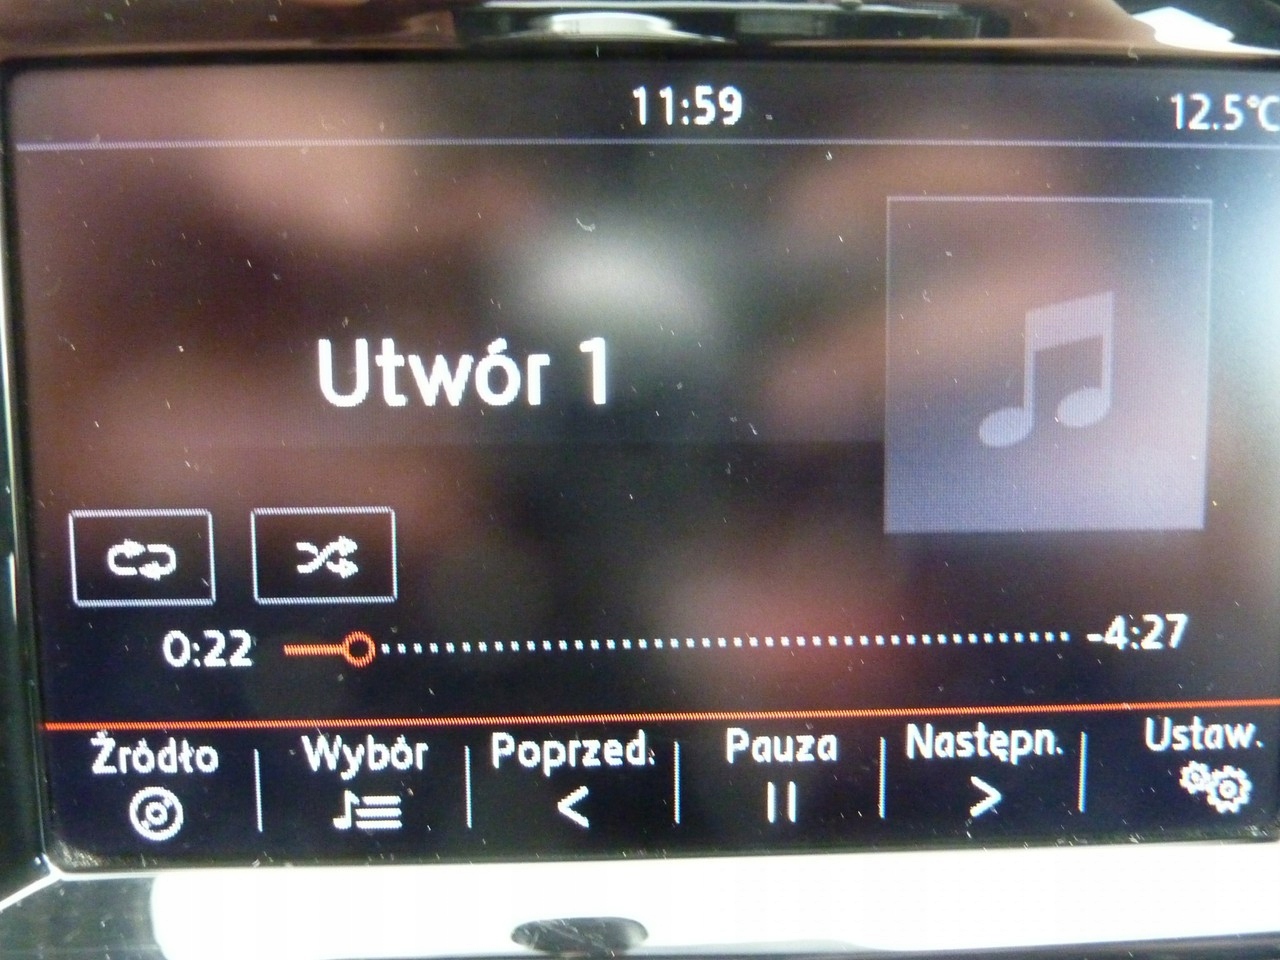 11:59
12.5°C
Utwór 1
0:22
-4:27
Źródło
Wybór
Poprzed.
Pauza
Następn.
Ustaw.